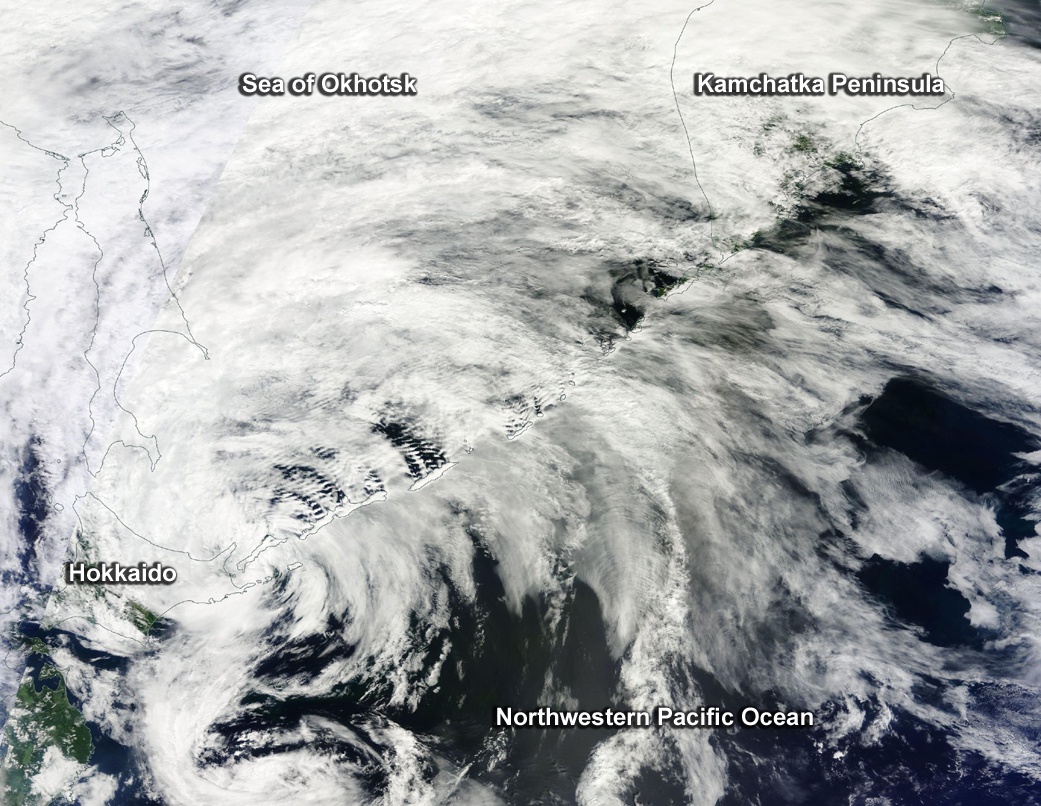 Sea of Okhotsk
Kamchatka Peninsula
Hokkaido
Northwestern Pacific Ocean